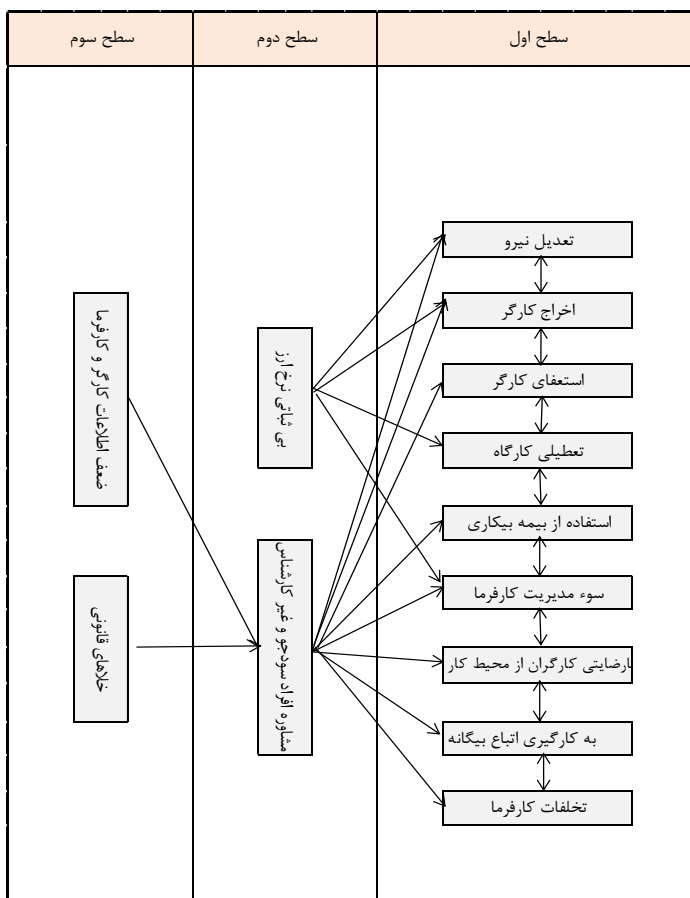 سطح اول
سطح دوم
سطح سوم
تعدیل نیرو
اخراج کارگر
استعفای کارگر
تعطیلی کارگاه
استفاده از بیمه بیکاری
سوء مدیریت کارفرما
ارضایتی کارگران از محیط کار
به کارگیری اتباع بیگانه
تخلفات کارفرما
بی ثباتی نرخ ارز
مشاوره افراد سودجو و غیر کارشناس
ضعف اطلاعات کارگر و کارفرما
خلاهای قانونی